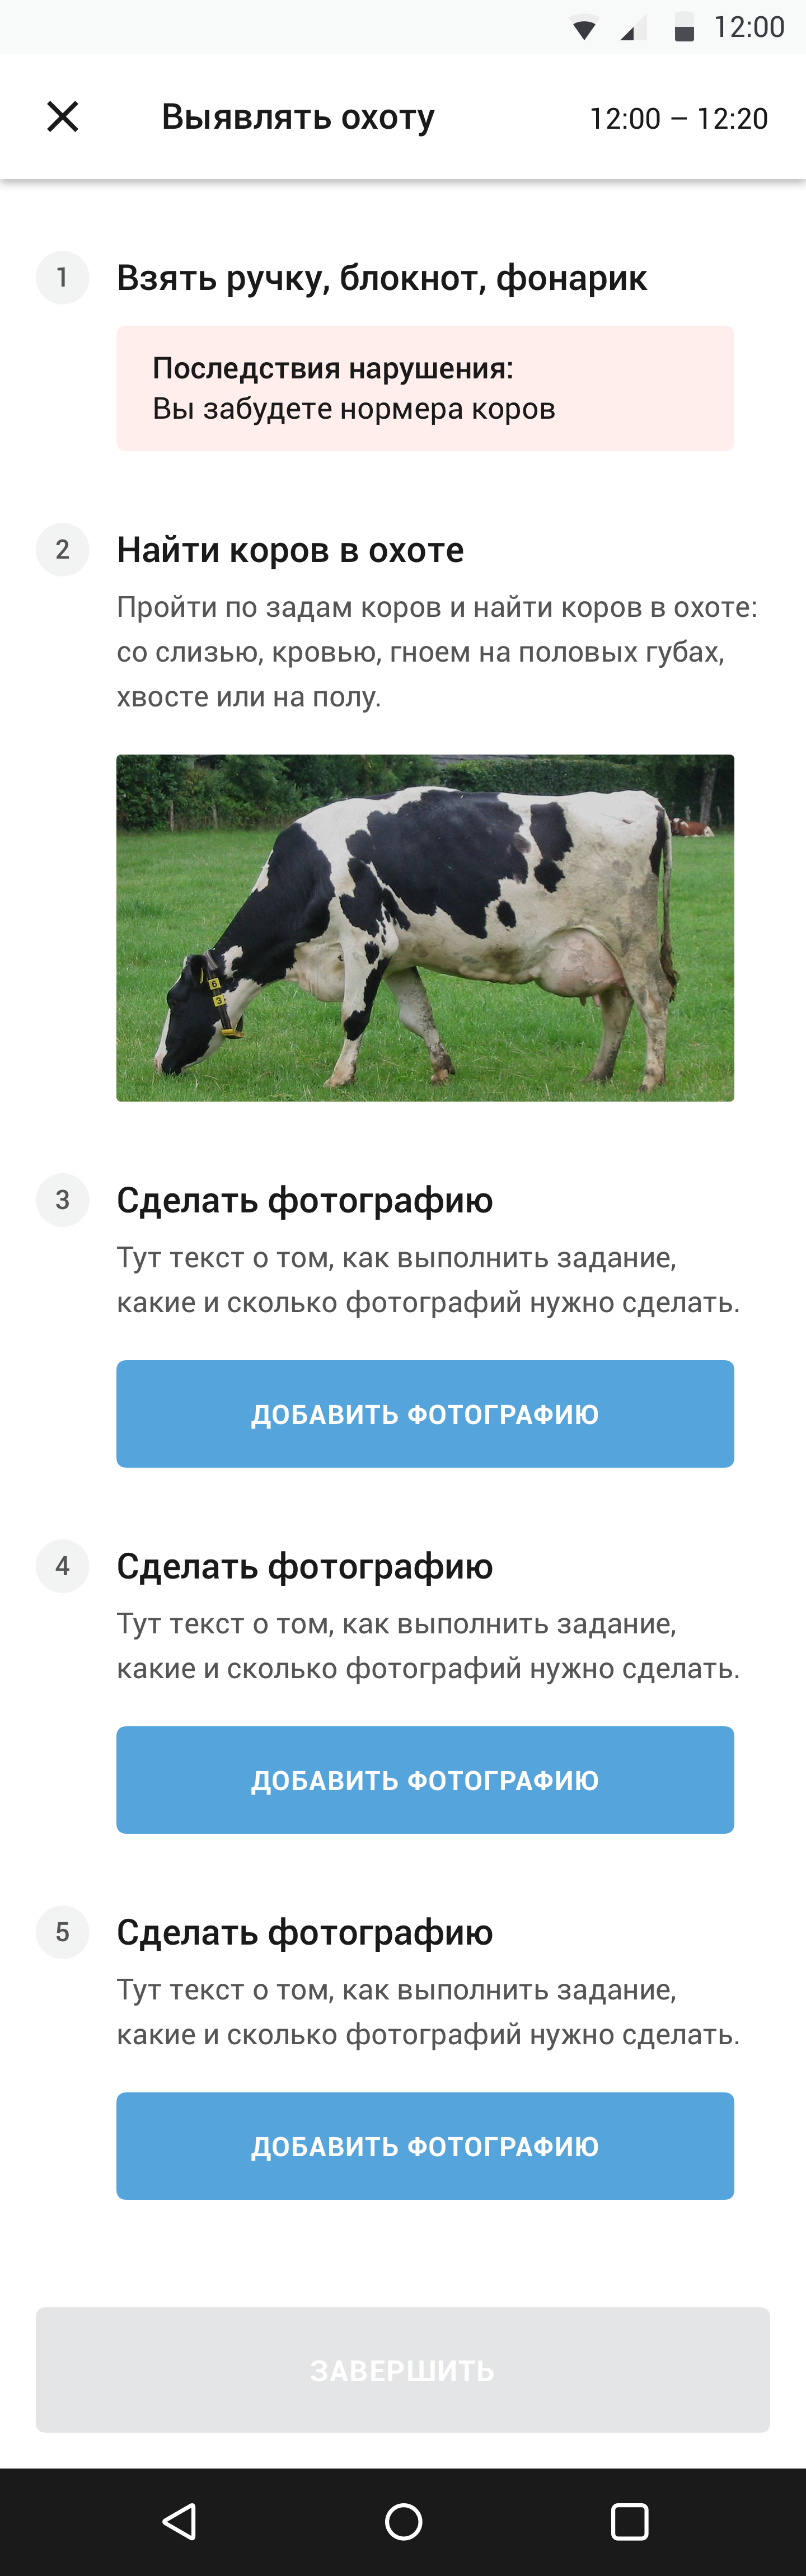 12:00
Выявлять охоту
12:00 – 12:20
1
Взять ручку, блокнот, фонарик
Последствия нарушения:
Вы забудете нормера коров
2
Найти коров в охоте
Пройти по задам коров и найти коров в охоте:
со слизью, кровью, гноем на половых губах,
хвосте или на полу.
6
3
3
Сделать фотографию
Тут текст о том, как выполнить задание,
какие и сколько фотографий нужно сделать.
ДОБАВИТЬ ФОТОГРАФИЮ
4
Сделать фотографию
Тут текст о том, как выполнить задание,
какие и сколько фотографий нужно сделать.
ДОБАВИТЬ ФОТОГРАФИЮ
5
Сделать фотографию
Тут текст о том, как выполнить задание,
какие и сколько фотографий нужно сделать.
ДОБАВИТЬ ФОТОГРАФИЮ
ЗАВЕРШИТЬ